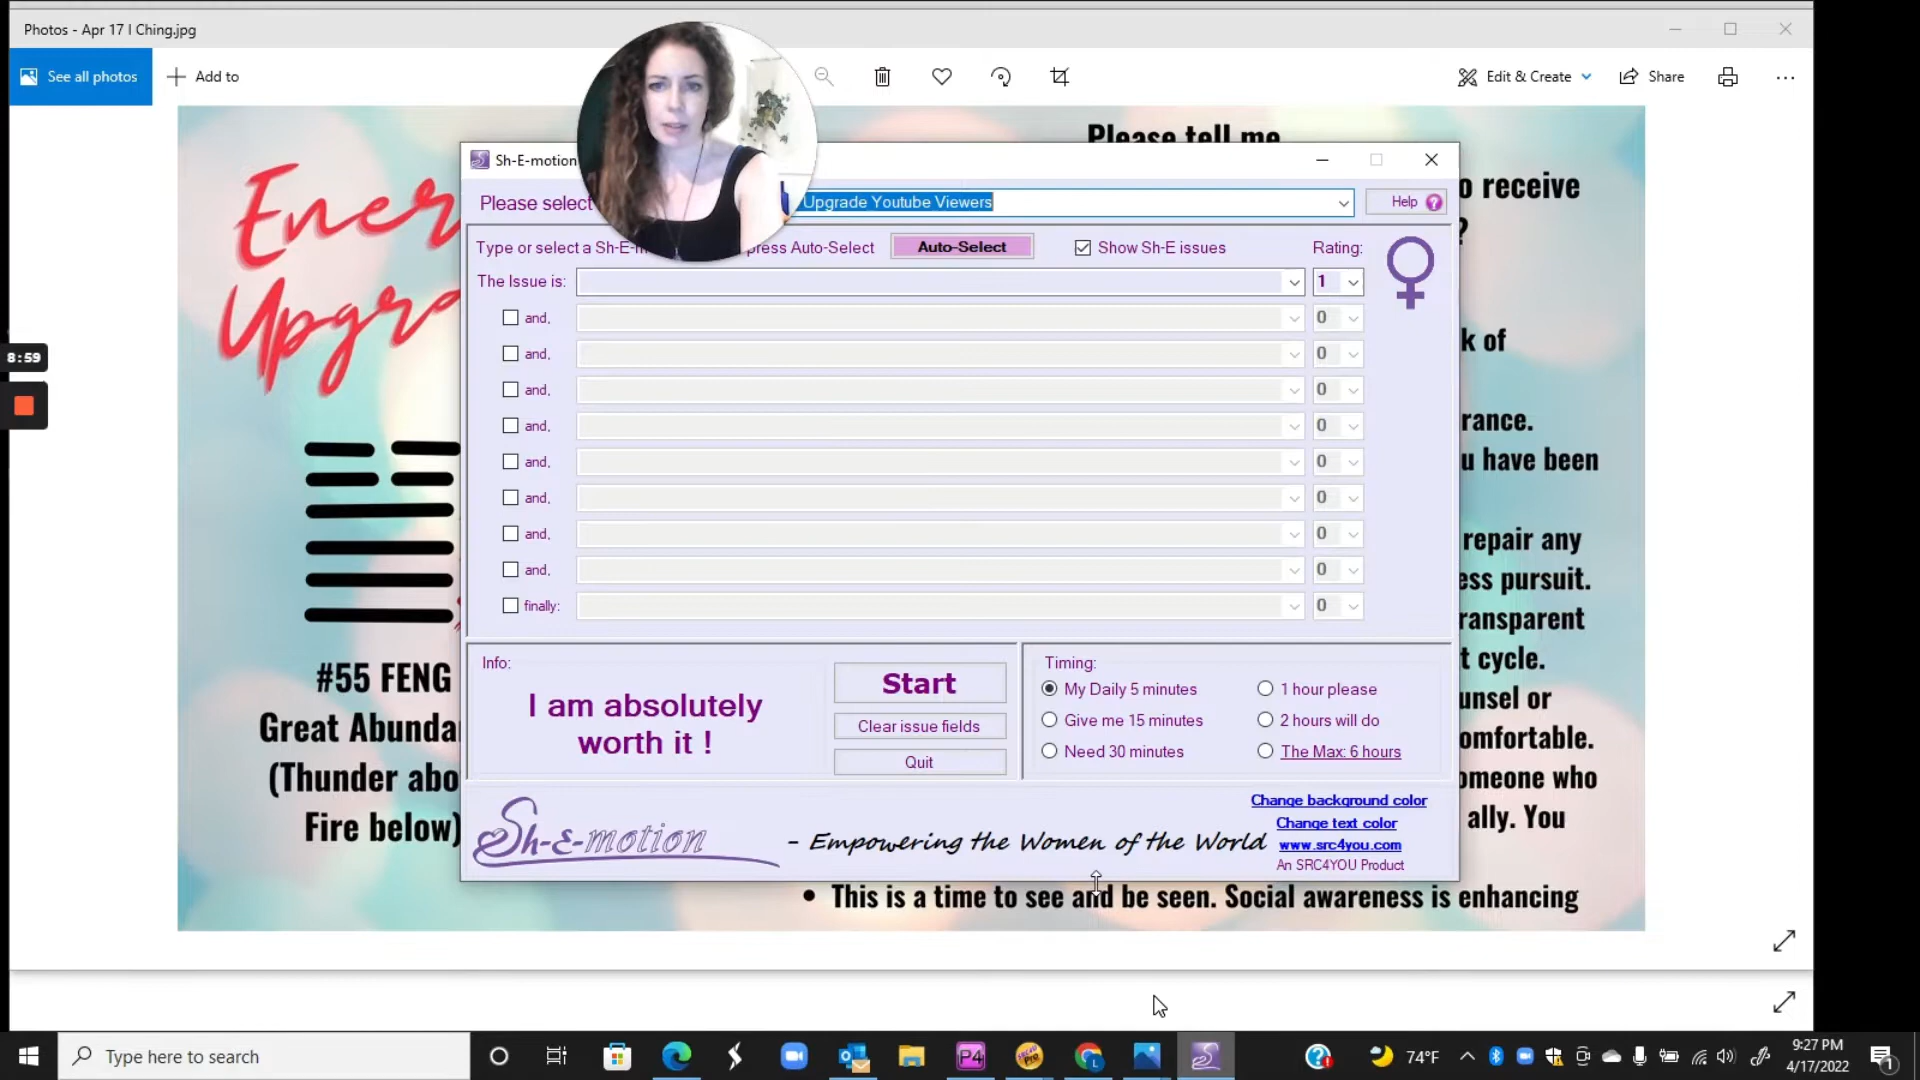 Photos - Apr 17 I Ching.jpg
See all photos
Add to
Edit & Create
Share
Please tell me
Sh-E-motion
o receive
Please select
Upgrade Youtube Viewers
Help ?
Type or select a Sh-E-m
press Auto-Select
Auto-Select
Show Sh-E issues
Rating:
The Issue is:
1
and,
0
and,
0
and,
0
and,
0
and,
0
and,
0
and,
0
and,
0
finally:
0
8:59
Ener
Upgra
k of
rance.
u have been
repair any
ess pursuit.
ransparent
t cycle.
unsel or
omfortable.
omeone who
ally. You
#55 FENG
Great Abunda
(Thunder abo
Fire below)
Info:
I am absolutely
worth it !
Start
Clear issue fields
Quit
Timing:
My Daily 5 minutes
1 hour please
Give me 15 minutes
2 hours will do
Need 30 minutes
The Max: 6 hours
Sh-E-motion
- Empowering the Women of the World
Change background color
Change text color
www.src4you.com
An SRC4YOU Product
• This is a time to see and be seen. Social awareness is enhancing
Type here to search
P4
74°F
9:27 PM
4/17/2022
1